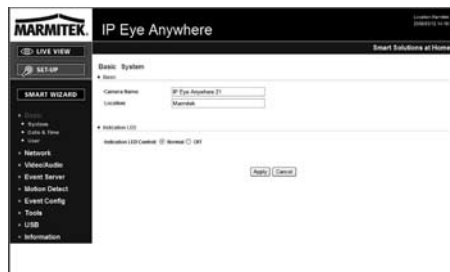 MARMITEK.
IP Eye Anywhere
Location Marmitek
LIVE VIEW
Smart Solutions at Home
SET-UP
SMART WIZARD
Basic
System
Date & Time
User
Network
Video/Audio
Event Server
Motion Detect
Event Config
Tools
USB
Information
Basic System
Basic
Camera Name: IP Eye Anywhere 21
Location: Marmitek
Indication LED
Indication LED Control: Normal Off
Apply Cancel